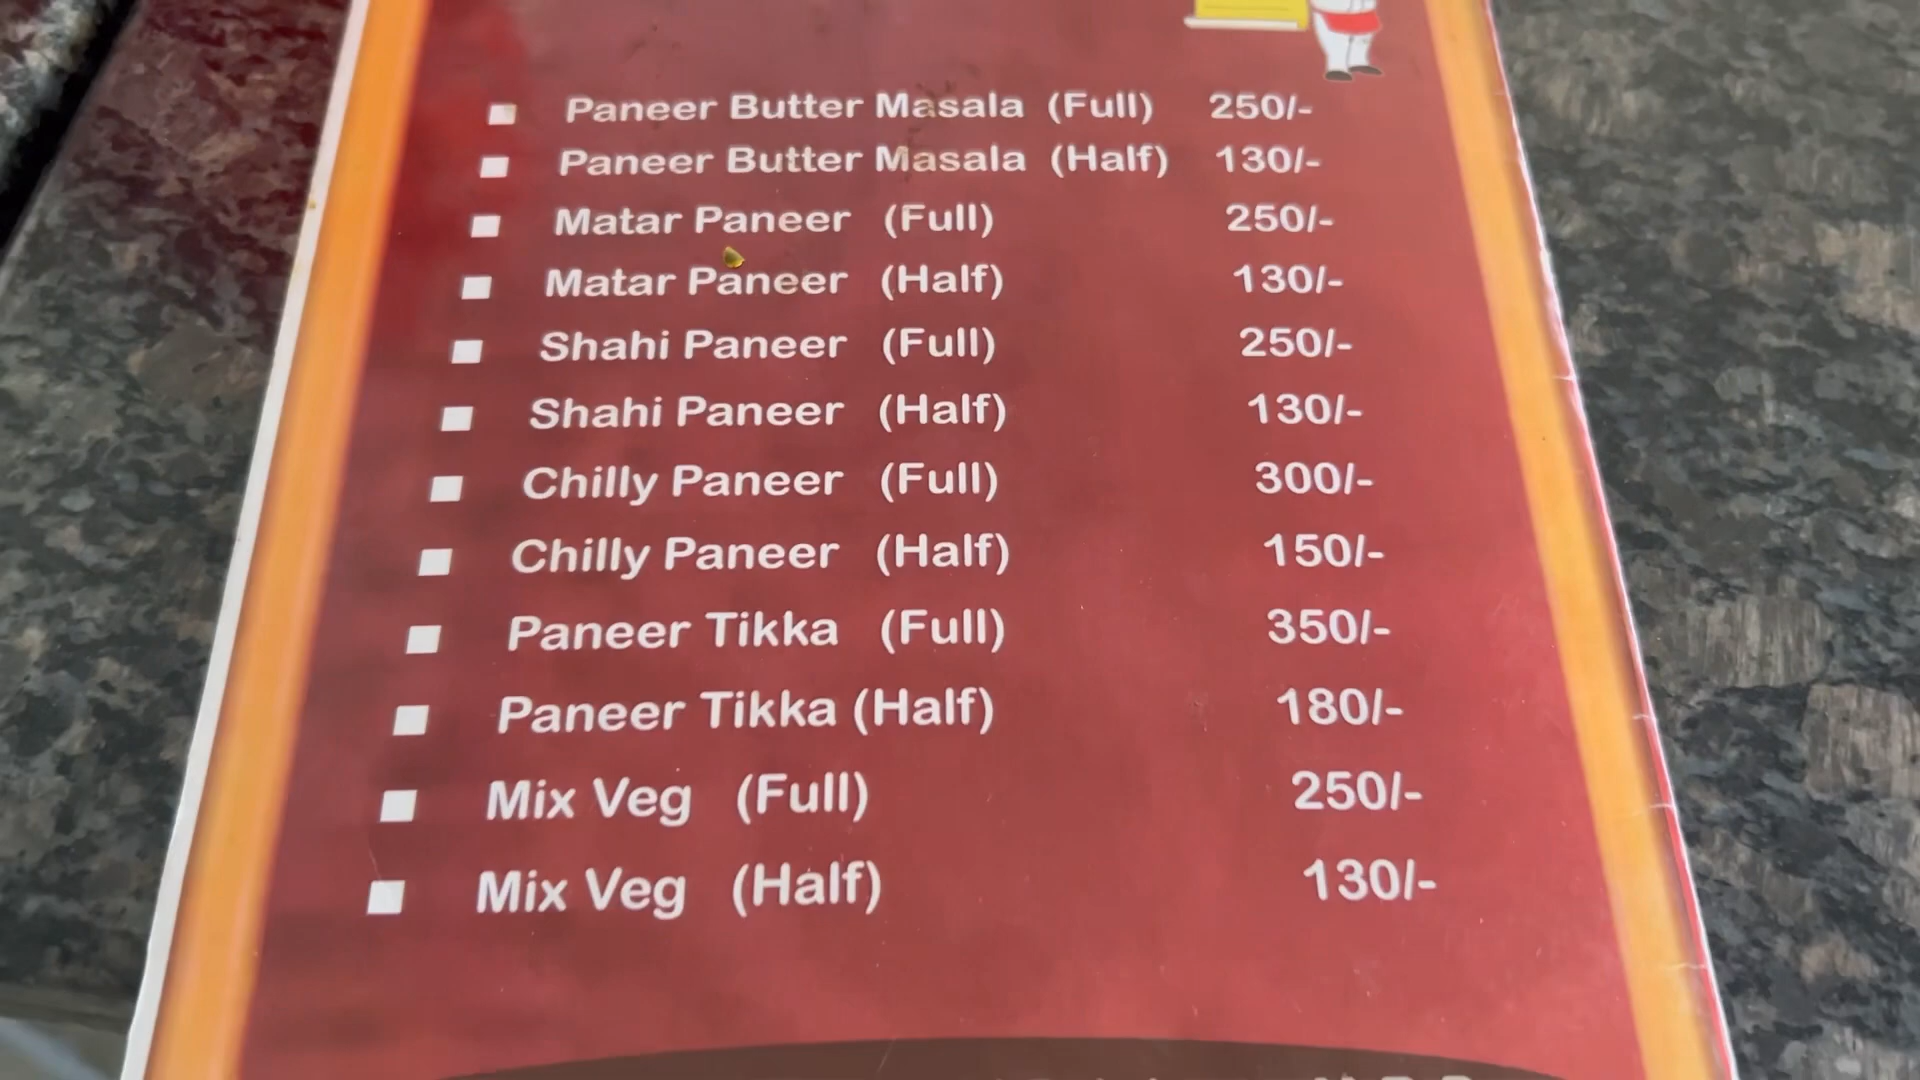 Paneer Butter Masala (Full) 250/-
Paneer Butter Masala (Half) 130/-
Matar Paneer (Full) 250/-
Matar Paneer (Half) 130/-
Shahi Paneer (Full) 250/-
Shahi Paneer (Half) 130/-
Chilly Paneer (Full) 300/-
Chilly Paneer (Half) 150/-
Paneer Tikka (Full) 350/-
Paneer Tikka (Half) 180/-
Mix Veg (Full) 250/-
Mix Veg (Half) 130/-